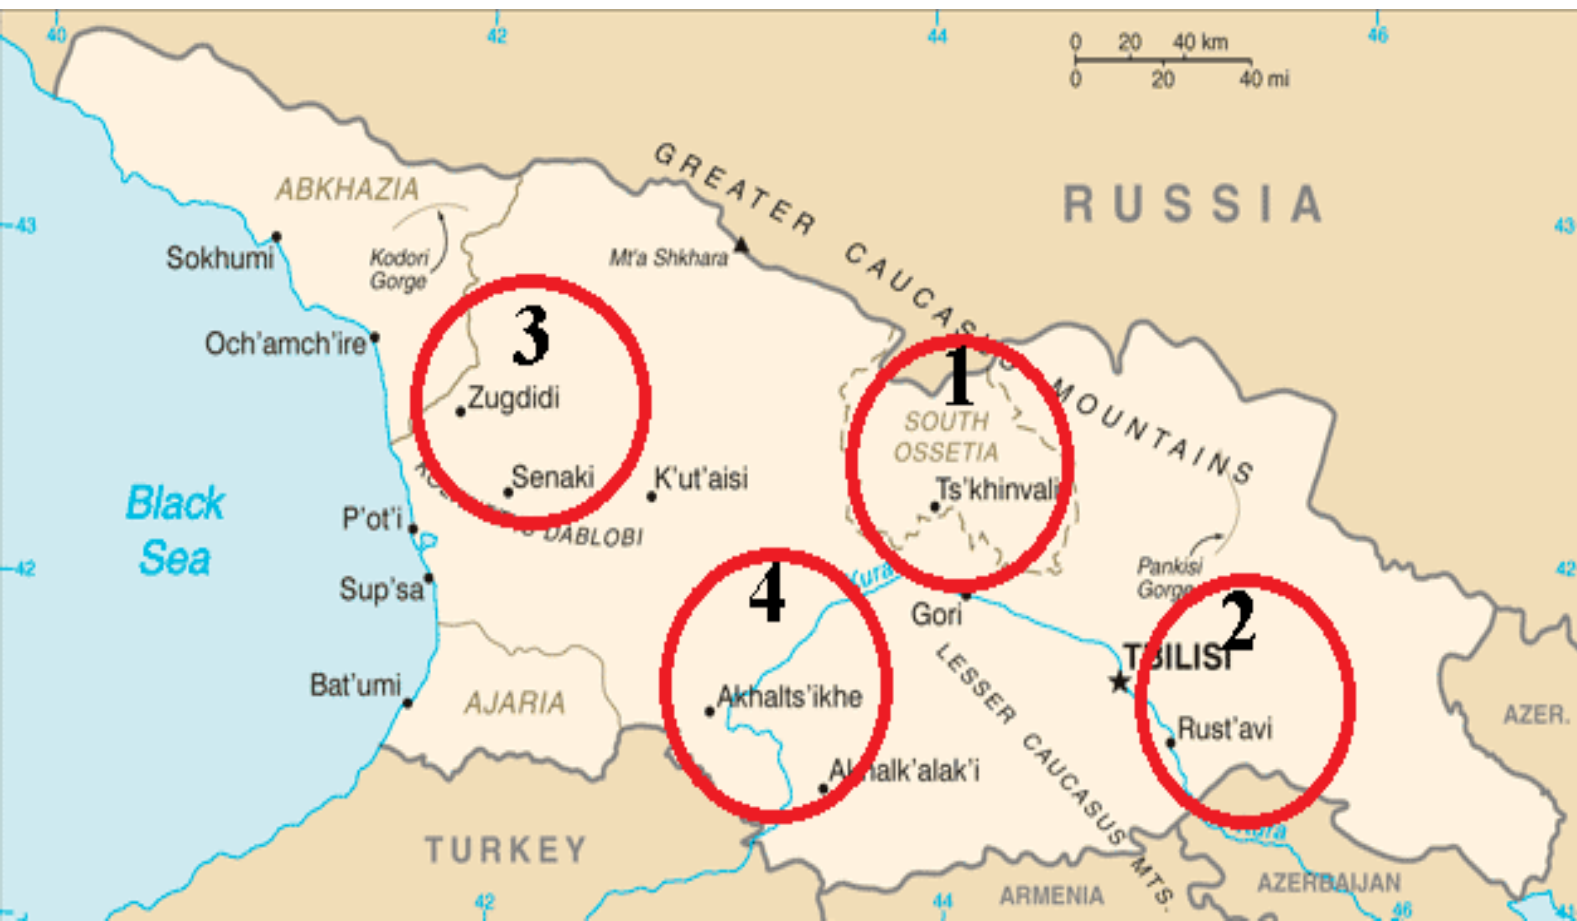 40
42
44
46
0 20 40 km
0 20 40 mi
GREATER CAUCASUS MOUNTAINS
RUSSIA
ABKHAZIA
43
43
Sokhumi
Kodori
Gorge
Mt'a Shkhara
Och'amch'ire
3
1
Zugdidi
SOUTH
OSSETIA
Senaki
K'ut'aisi
Ts'khinvali
Black
Sea
P'ot'i
DABLOBI
42
42
Pankisi
Gorge
Sup'sa
4
Kura
2
Gori
TBILISI
LESSER CAUCASUS MTS.
Bat'umi
AJARIA
Akhalts'ikhe
Rust'avi
AZER.
Akhalk'alak'i
TURKEY
Kura
ARMENIA
AZERBAIJAN
42
44
46
41